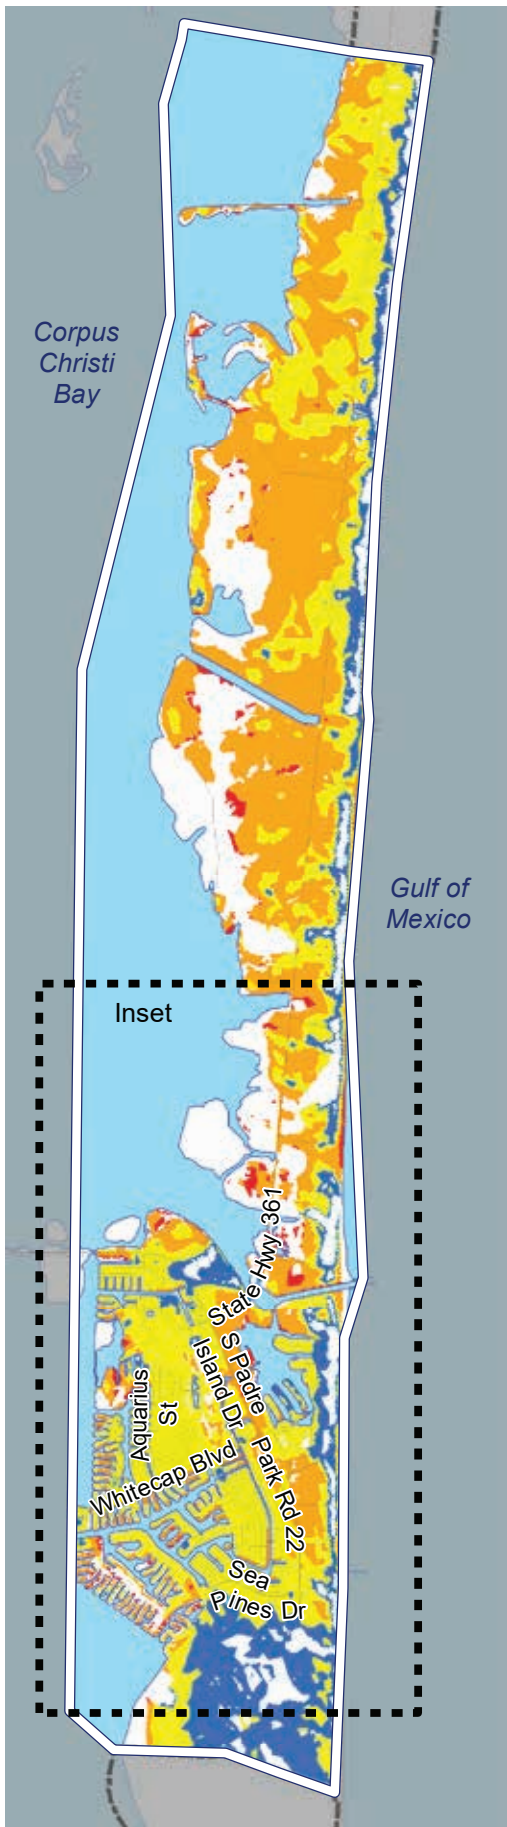 Corpus
Christi
Bay
Gulf of
Mexico
Inset
State Hwy 361
S Padre
Island Dr
Aquarius
St
Whitecap Blvd
Park Rd 22
Sea
Pines Dr